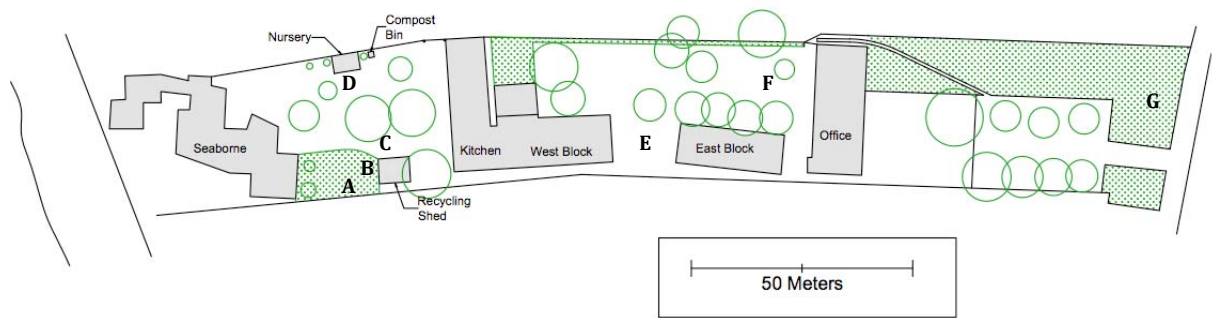 Compost
Bin
Nursery
D
F
G
Seaborne
C
Kitchen
West Block
E
East Block
Office
B
A
Recycling
Shed
50 Meters